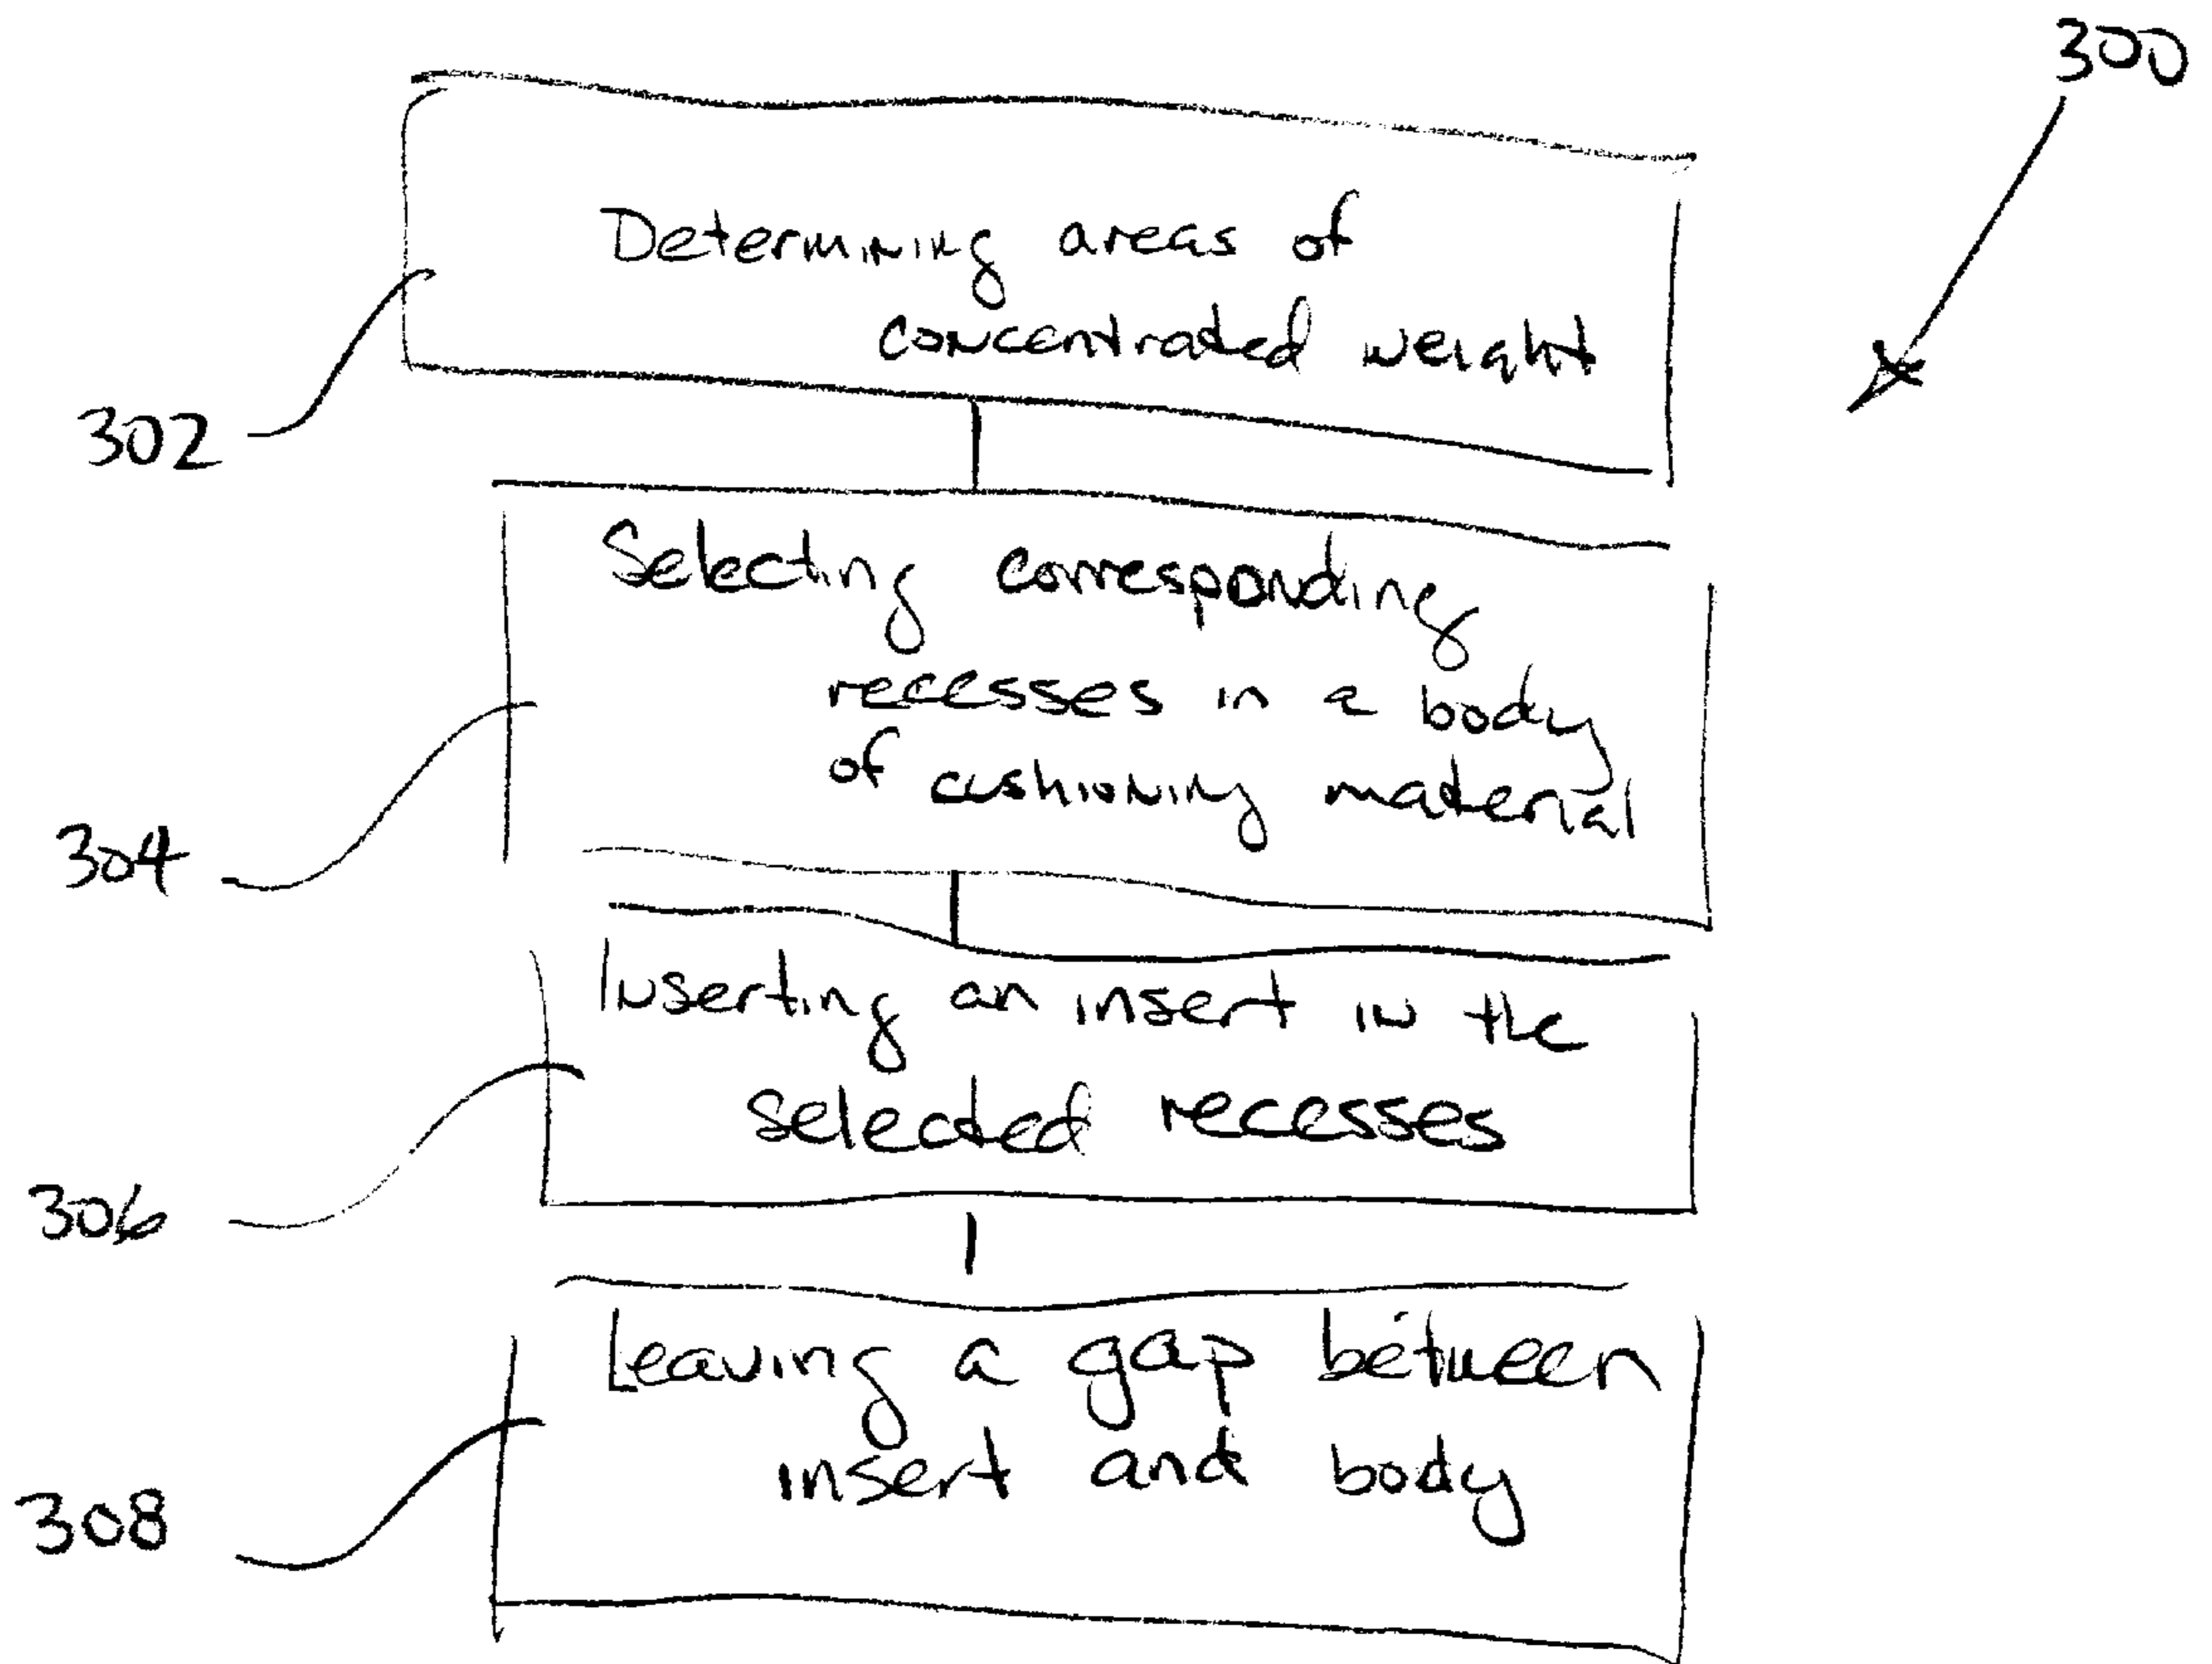 300
Determining areas of
concentrated weight
302
Selecting corresponding
recesses in a body
of cushioning material
304
Inserting an insert in the
selected recesses
306
Leaving a gap between
insert and body
308